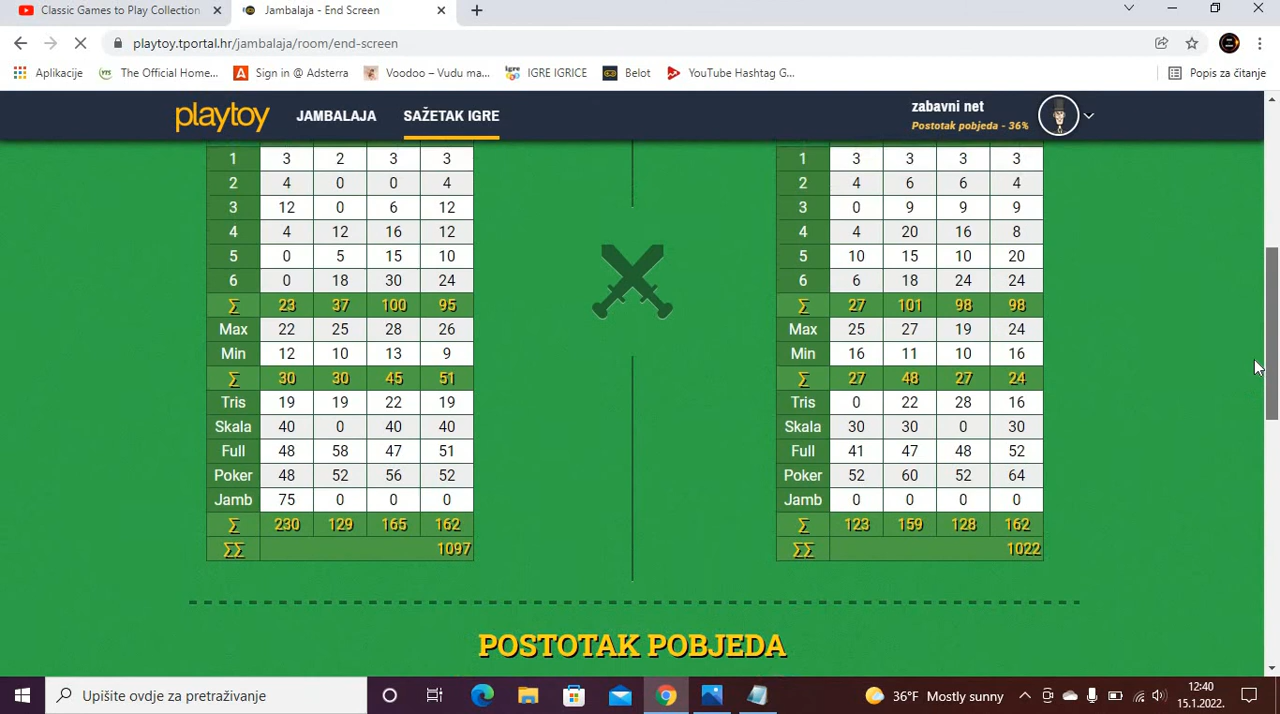 Classic Games to Play Collection
Jambalaja - End Screen
playtoy.tportal.hr/jambalaja/room/end-screen
Aplikacije
The Official Home...
Sign in @ Adsterra
Voodoo – Vudu ma...
IGRE IGRICE
Belot
YouTube Hashtag G...
Popis za čitanje
playtoy
JAMBALAJA
SAŽETAK IGRE
zabavni net
Postotak pobjeda - 36%
1 3 2 3 3
2 4 0 0 4
3 12 0 6 12
4 4 12 16 12
5 0 5 15 10
6 0 18 30 24
∑ 23 37 100 95
Max 22 25 28 26
Min 12 10 13 9
∑ 30 30 45 51
Tris 19 19 22 19
Skala 40 0 40 40
Full 48 58 47 51
Poker 48 52 56 52
Jamb 75 0 0 0
∑ 230 129 165 162
∑∑ 1097
1 3 3 3 3
2 4 6 6 4
3 0 9 9 9
4 4 20 16 8
5 10 15 10 20
6 6 18 24 24
∑ 27 101 98 98
Max 25 27 19 24
Min 16 11 10 16
∑ 27 48 27 24
Tris 0 22 28 16
Skala 30 30 0 30
Full 41 47 48 52
Poker 52 60 52 64
Jamb 0 0 0 0
∑ 123 159 128 162
∑∑ 1022
POSTOTAK POBJEDA
Upišite ovdje za pretraživanje
36°F Mostly sunny
12:40
15.1.2022.